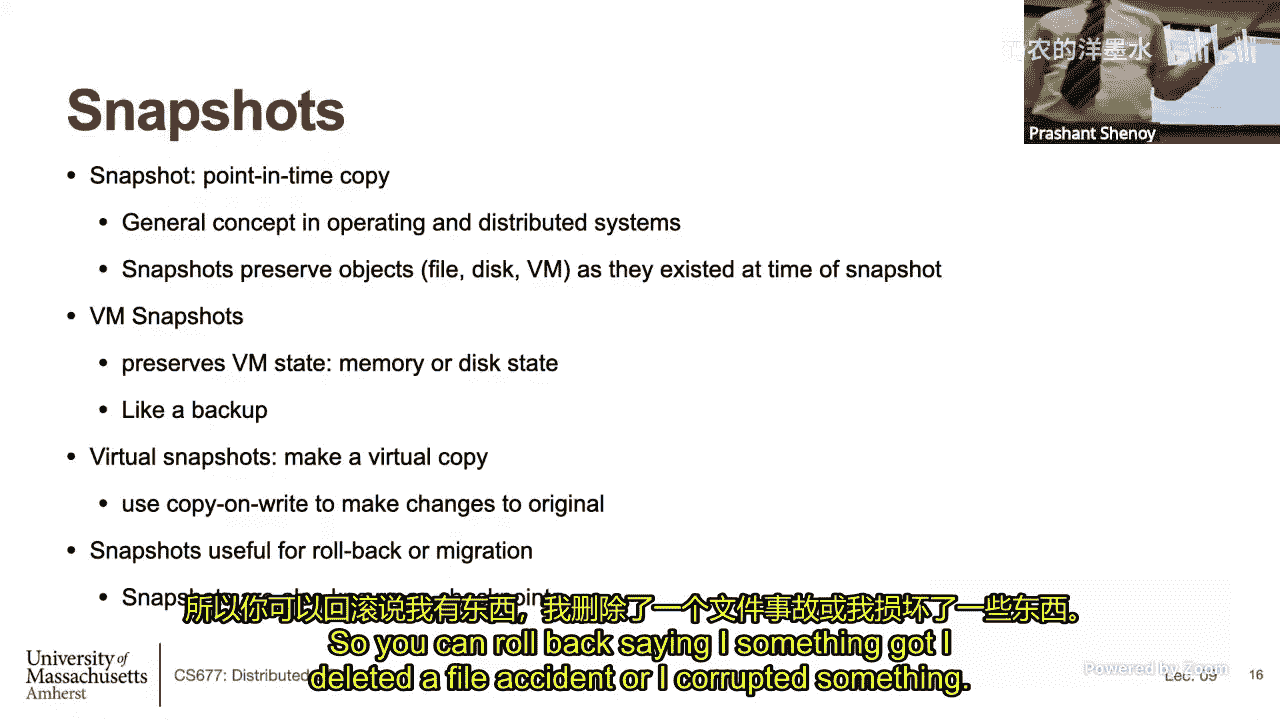 农的洋墨水
Prashant Shenoy
Snapshots
• Snapshot: point-in-time copy
• General concept in operating and distributed systems
• Snapshots preserve objects (file, disk, VM) as they existed at time of snapshot
• VM Snapshots
• preserves VM state: memory or disk state
• Like a backup
• Virtual snapshots: make a virtual copy
• use copy-on-write to make changes to original
• Snapshots useful for roll-back or migration
所以你可以回滚说我有东西，我删除了一个文件事故或我损坏了一些东西。
So you can roll back saying I something got I
deleted a file accident or I corrupted something.
University of
Massachusetts
Amherst
CS677: Distributed
Powered by Zoom
Lec. 09
16